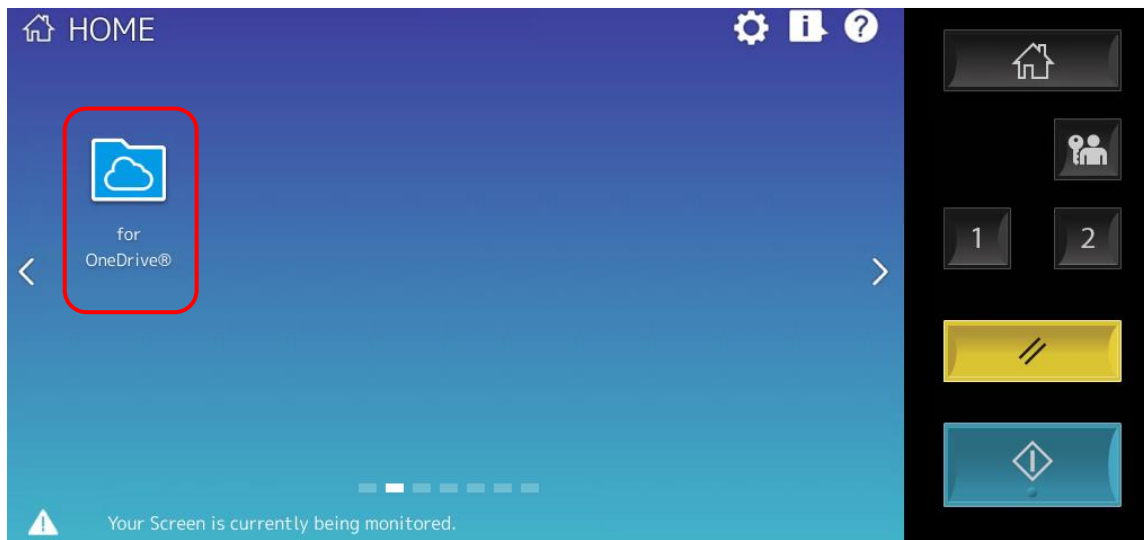 HOME
i ?
for
OneDrive®
1 2
Your Screen is currently being monitored.